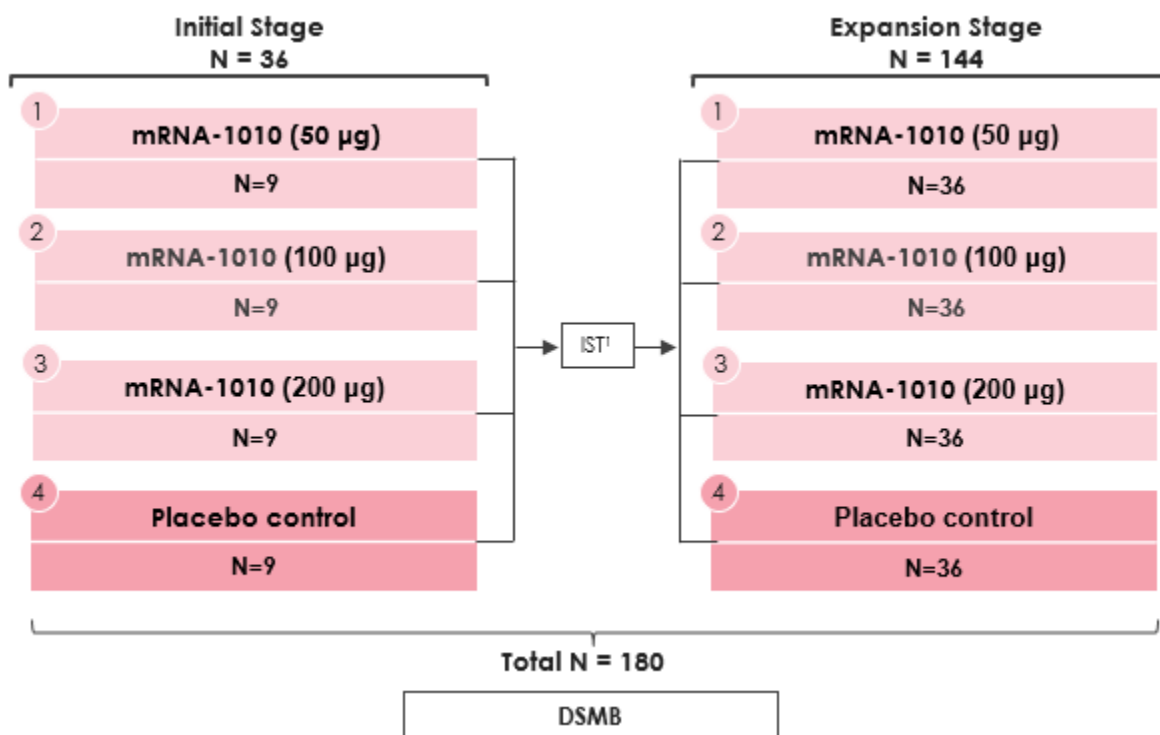 Initial Stage
N = 36
1
mRNA-1010 (50 µg)
N=9
2
mRNA-1010 (100 µg)
N=9
3
mRNA-1010 (200 µg)
N=9
4
Placebo control
N=9
IST¹
Expansion Stage
N = 144
1
mRNA-1010 (50 µg)
N=36
2
mRNA-1010 (100 µg)
N=36
3
mRNA-1010 (200 µg)
N=36
4
Placebo control
N=36
Total N = 180
DSMB